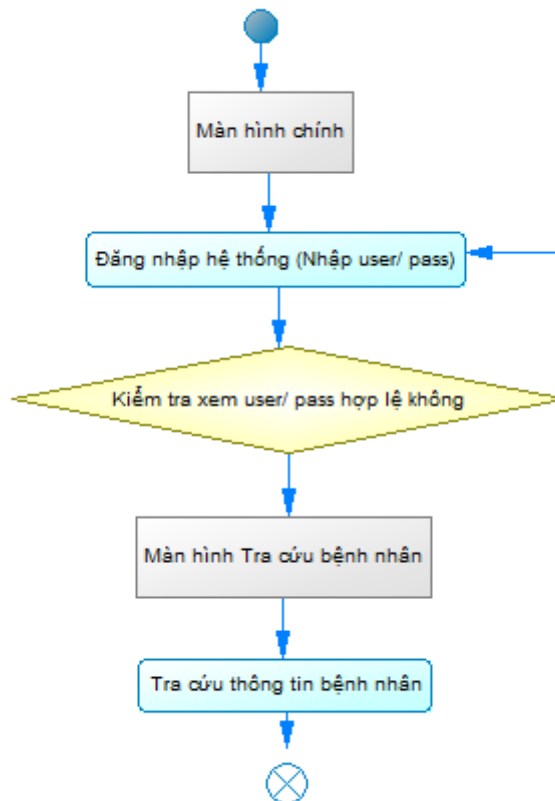 Màn hình chính
Đăng nhập hệ thống (Nhập user/ pass)
Kiểm tra xem user/ pass hợp lệ không
Màn hình Tra cứu bệnh nhân
Tra cứu thông tin bệnh nhân